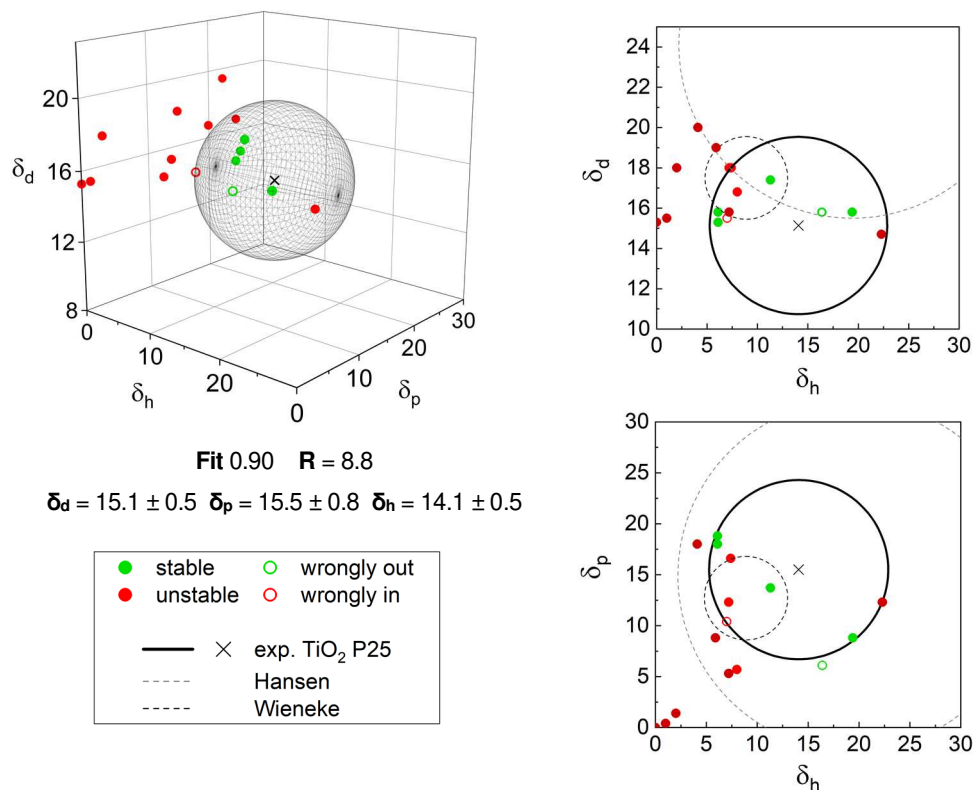 20
16
12
8
δd
0
10
20
δh
0
10
20
30
δp
Fit 0.90 R = 8.8
δd = 15.1 ± 0.5 δp = 15.5 ± 0.8 δh = 14.1 ± 0.5
stable
wrongly out
unstable
wrongly in
exp. TiO2 P25
Hansen
Wieneke
24
22
20
18
16
14
12
10
δd
0 5 10 15 20 25 30
δh
30
25
20
15
10
5
0
δp
0 5 10 15 20 25 30
δh